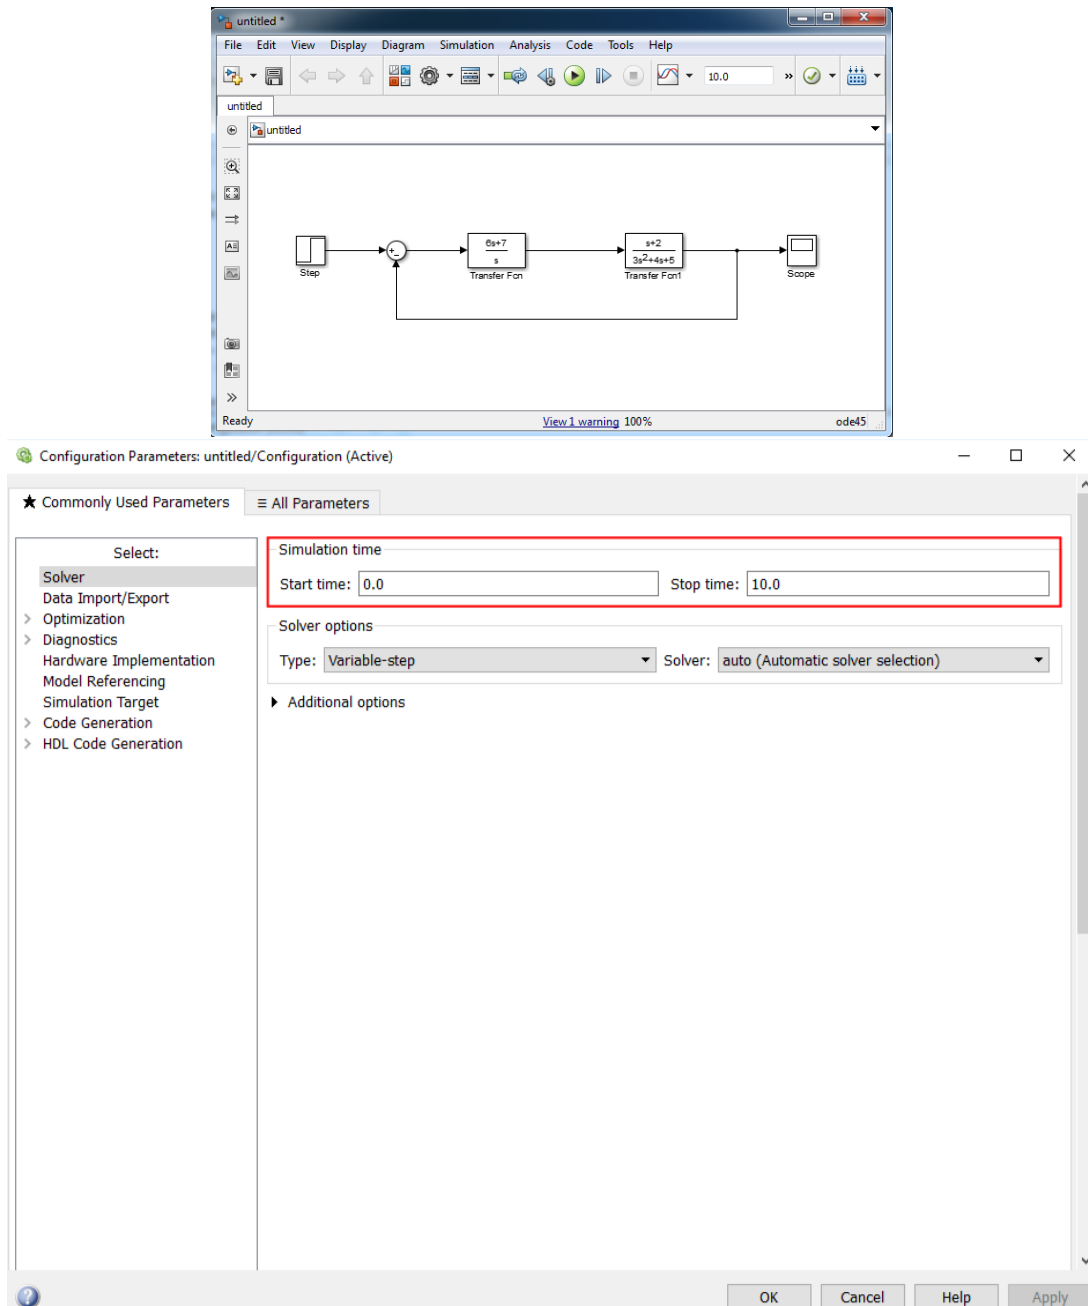 untitled *
File Edit View Display Diagram Simulation Analysis Code Tools Help
10.0 »
untitled
untitled
6s+7
s
s+2
3s²+4s+5
Step
Transfer Fcn
Transfer Fcn1
Scope
Ready View 1 warning 100% ode45
Configuration Parameters: untitled/Configuration (Active)
★ Commonly Used Parameters ≡ All Parameters
Select:
Solver
Data Import/Export
Optimization
Diagnostics
Hardware Implementation
Model Referencing
Simulation Target
Code Generation
HDL Code Generation
Simulation time
Start time: 0.0 Stop time: 10.0
Solver options
Type: Variable-step Solver: auto (Automatic solver selection)
Additional options
OK Cancel Help Apply